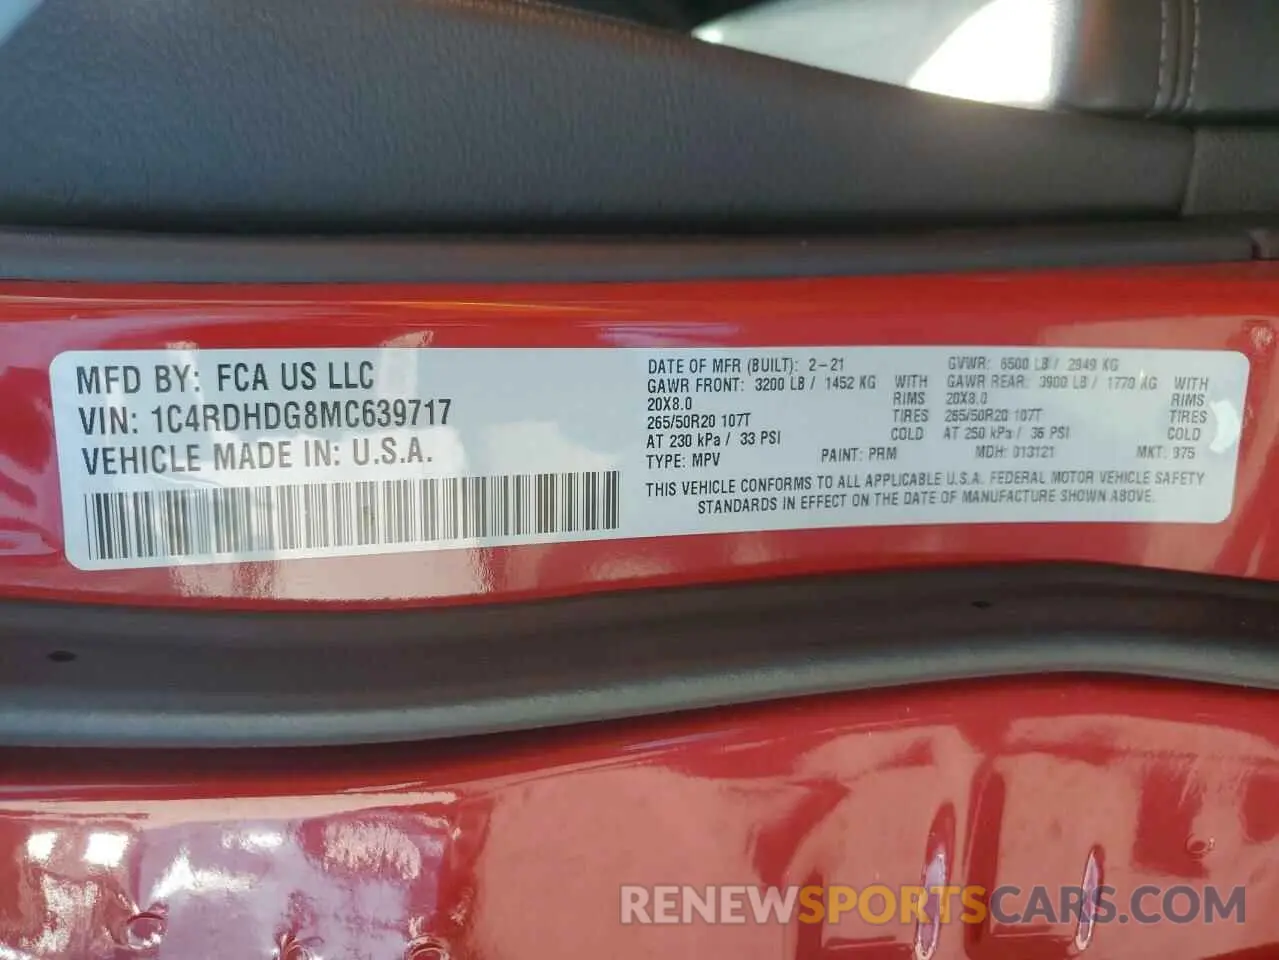 MFD BY: FCA US LLC
VIN: 1C4RDHDG8MC639717
VEHICLE MADE IN: U.S.A.
DATE OF MFR (BUILT): 2-21 GVWR: 6500 LB / 2949 KG
GAWR FRONT: 3200 LB / 1452 KG WITH GAWR REAR: 3900 LB / 1770 KG WITH
20X8.0 RIMS 20X8.0 RIMS
265/50R20 107T TIRES 265/50R20 107T TIRES
AT 230 kPa / 33 PSI COLD AT 250 kPa / 36 PSI COLD
TYPE: MPV PAINT: PRM MDH: 013121 MKT: 975
THIS VEHICLE CONFORMS TO ALL APPLICABLE U.S.A. FEDERAL MOTOR VEHICLE SAFETY
STANDARDS IN EFFECT ON THE DATE OF MANUFACTURE SHOWN ABOVE.
RENEWSPORTSCARS.COM